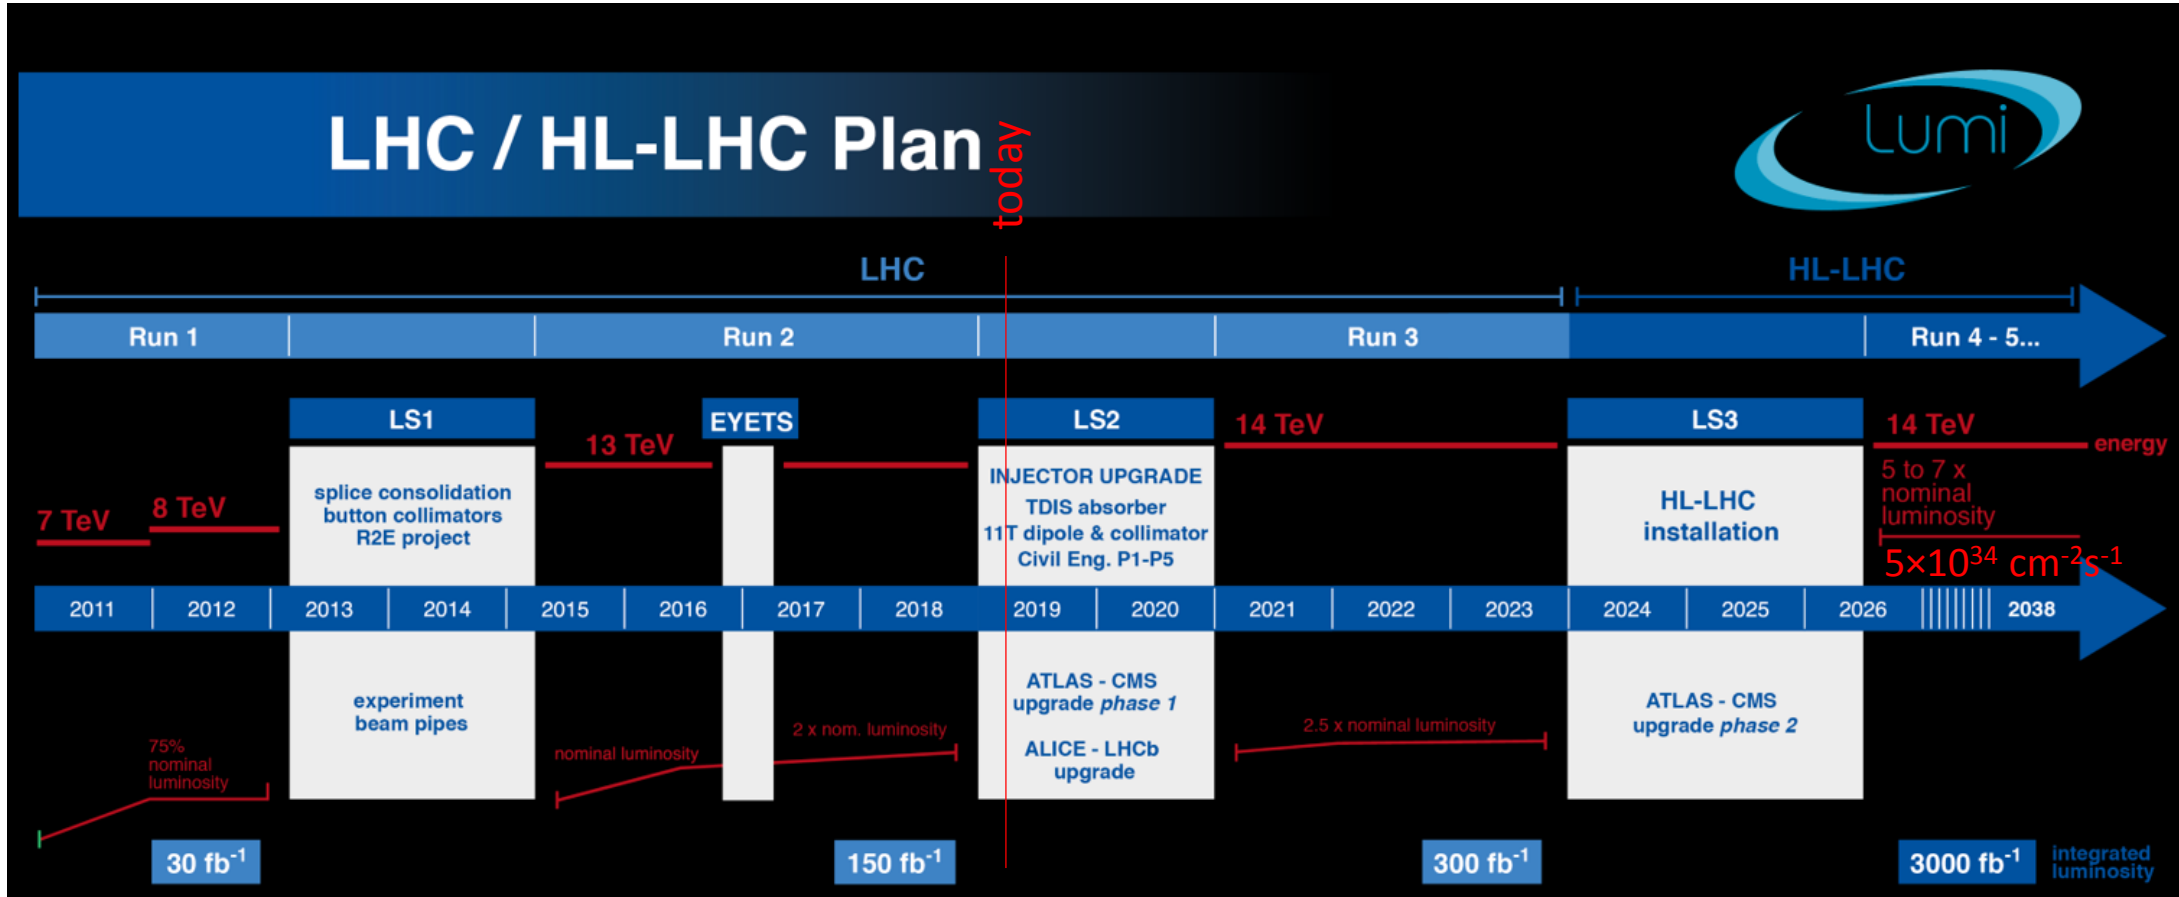 LHC / HL-LHC Plan
today
Lumi
LHC
HL-LHC
Run 1
Run 2
Run 3
Run 4 - 5...
LS1
EYETS
LS2
LS3
7 TeV
8 TeV
13 TeV
14 TeV
14 TeV
energy
splice consolidation
button collimators
R2E project
INJECTOR UPGRADE
TDIS absorber
11T dipole & collimator
Civil Eng. P1-P5
HL-LHC
installation
5 to 7 x
nominal
luminosity
5×10³⁴ cm⁻²s⁻¹
2011 2012 2013 2014 2015 2016 2017 2018 2019 2020 2021 2022 2023 2024 2025 2026 2038
75%
nominal
luminosity
experiment
beam pipes
nominal luminosity
2 x nom. luminosity
ATLAS - CMS
upgrade phase 1
ALICE - LHCb
upgrade
2.5 x nominal luminosity
ATLAS - CMS
upgrade phase 2
30 fb⁻¹
150 fb⁻¹
300 fb⁻¹
3000 fb⁻¹
integrated
luminosity